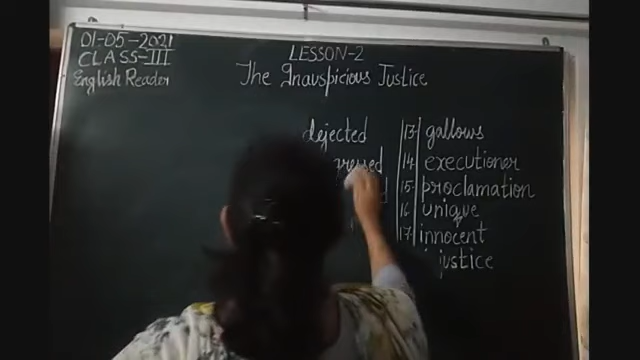 01-05-2021
CLASS-III
English Reader
LESSON-2
The Inauspicious Justice
dejected
13 gallows
14 executioner
15 proclamation
16 unique
17 innocent
justice